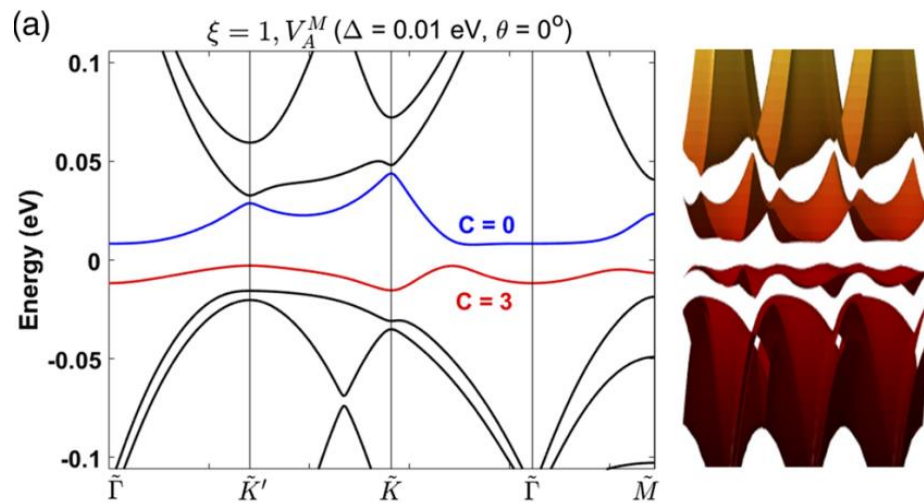 (a)
ξ = 1, V_A^M (Δ = 0.01 eV, θ = 0°)
0.1
0.05
0
-0.05
-0.1
Energy (eV)
C = 0
C = 3
Γ̃ K̃' K̃ Γ̃ M̃